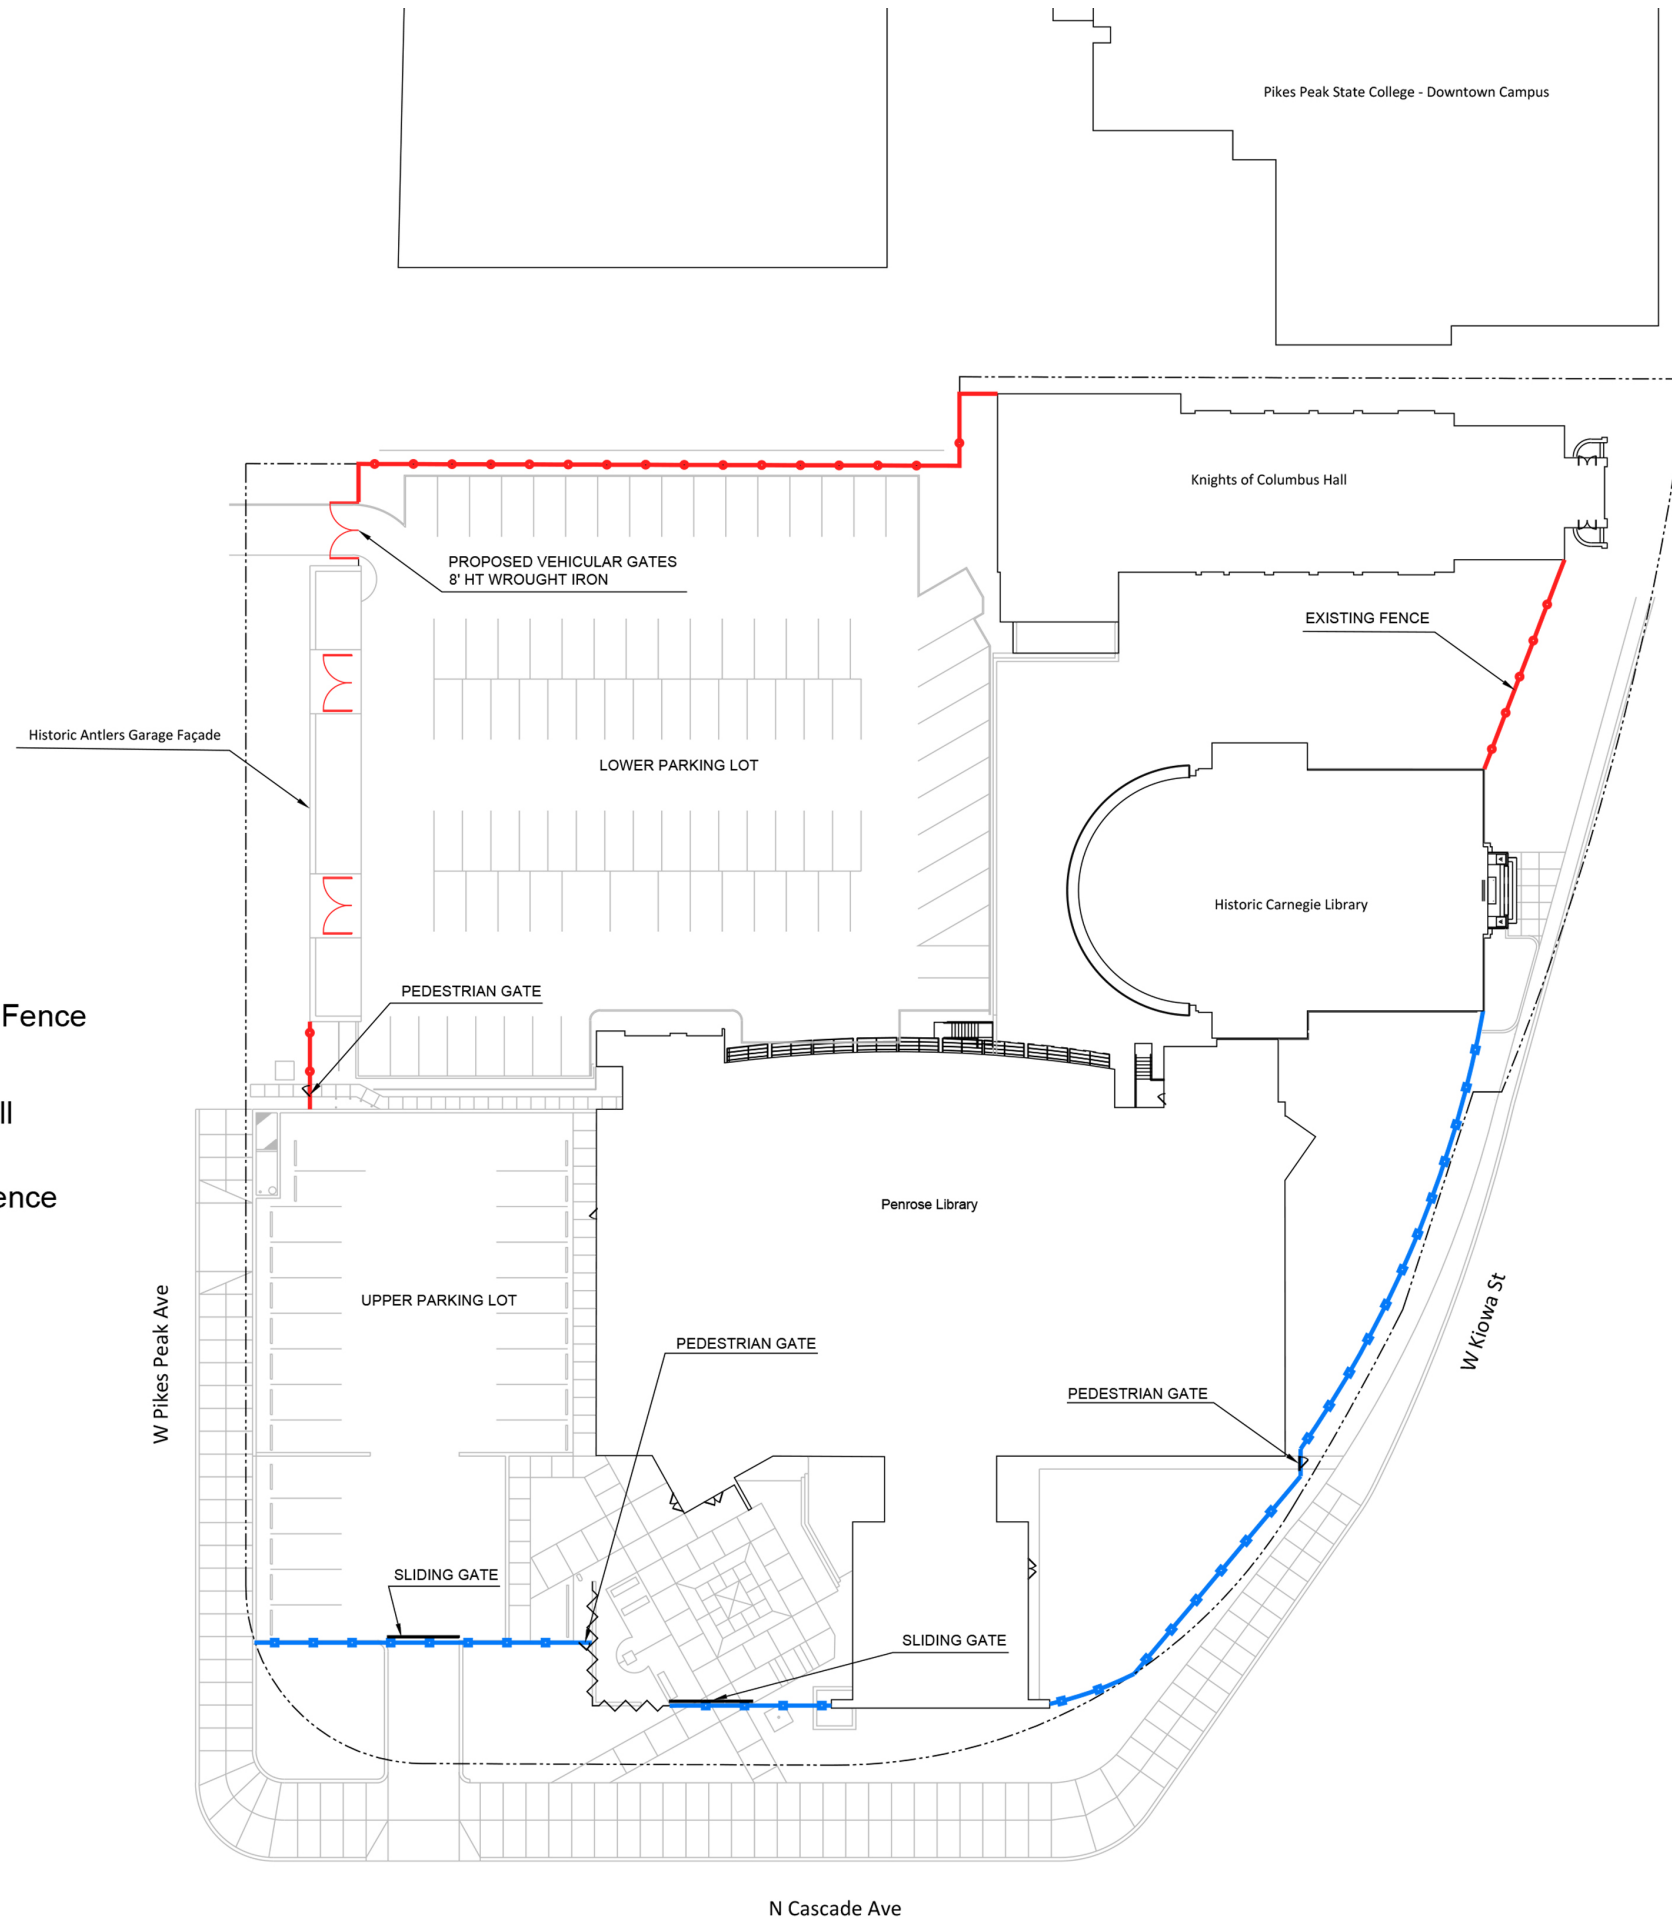 Pikes Peak State College - Downtown Campus
Knights of Columbus Hall
PROPOSED VEHICULAR GATES
8' HT WROUGHT IRON
EXISTING FENCE
Historic Antlers Garage Façade
LOWER PARKING LOT
Historic Carnegie Library
PEDESTRIAN GATE
Fence
ll
ence
Penrose Library
UPPER PARKING LOT
W Pikes Peak Ave
W Kiowa St
PEDESTRIAN GATE
PEDESTRIAN GATE
SLIDING GATE
SLIDING GATE
N Cascade Ave